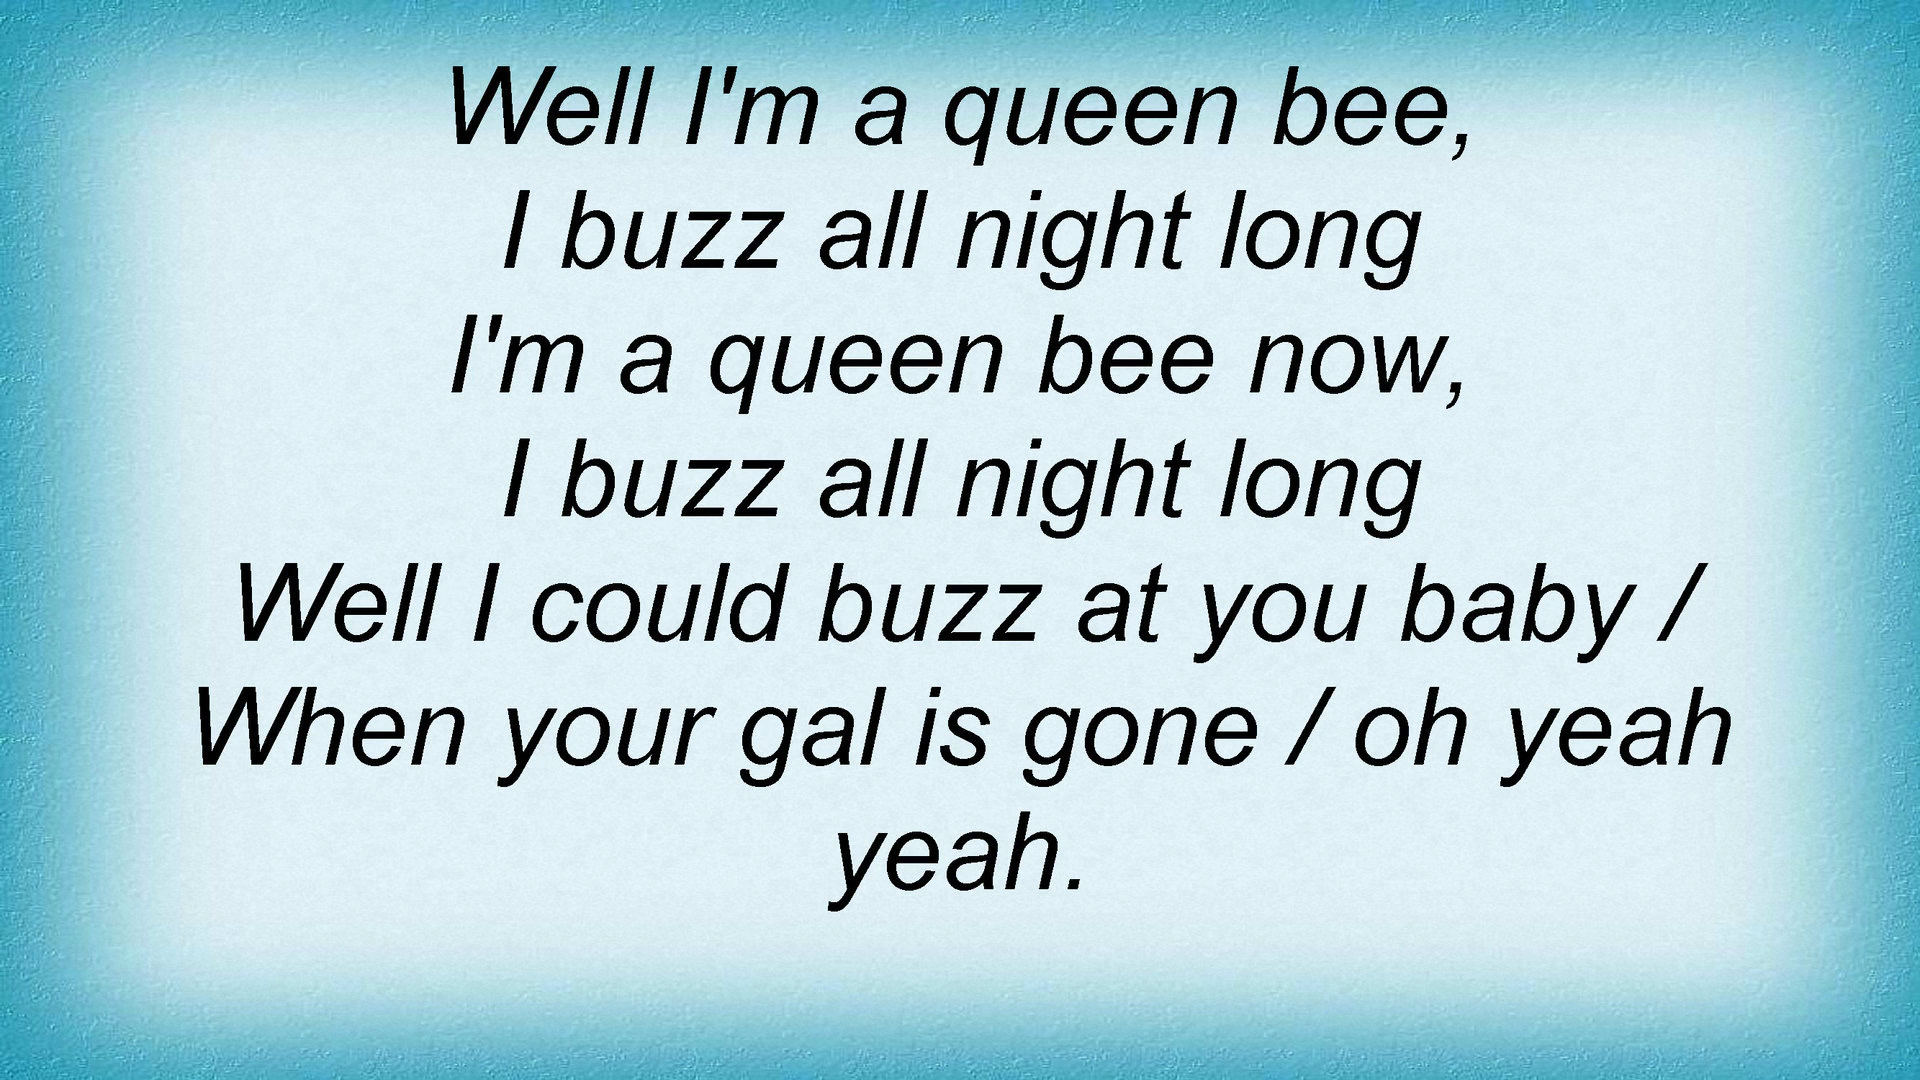 Well I'm a queen bee,
I buzz all night long
I'm a queen bee now,
I buzz all night long
Well I could buzz at you baby /
When your gal is gone / oh yeah
yeah.